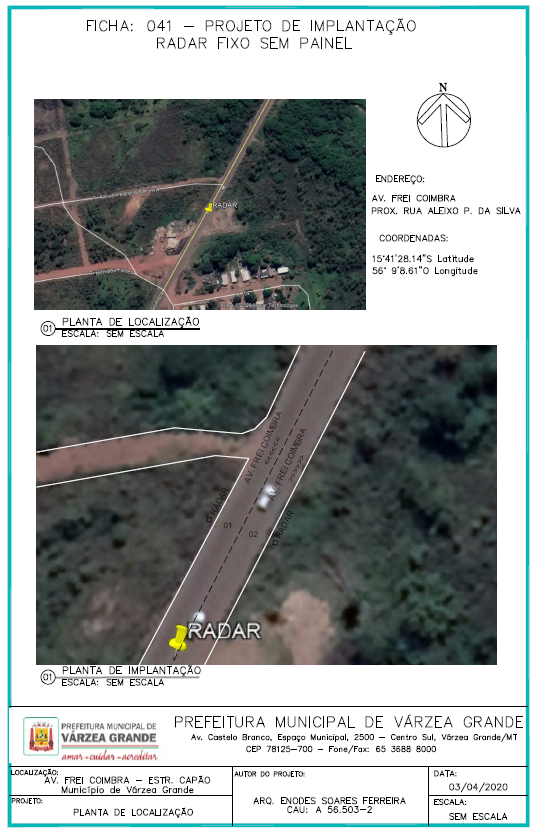 FICHA: 041 – PROJETO DE IMPLANTAÇÃO
RADAR FIXO SEM PAINEL
N
RADAR
ENDEREÇO:
AV. FREI COIMBRA
PROX. RUA ALEIXO P. DA SILVA
COORDENADAS:
15°41'28.14"S Latitude
56° 9'8.61"O Longitude
01 PLANTA DE LOCALIZAÇÃO
ESCALA: SEM ESCALA
AV. FREI COIMBRA
<<<<<
AV. FREI COIMBRA
>>>>>
RADAR
01
02
RADAR
RADAR
01 PLANTA DE IMPLANTAÇÃO
ESCALA: SEM ESCALA
PREFEITURA MUNICIPAL DE
VÁRZEA GRANDE
amar-cuidar-acreditar
PREFEITURA MUNICIPAL DE VÁRZEA GRANDE
Av. Castelo Branco, Espaço Municipal, 2500 – Centro Sul, Várzea Grande/MT
CEP 78125–700 – Fone/Fax: 65 3688 8000
LOCALIZAÇÃO:
AV. FREI COIMBRA – ESTR. CAPÃO
Município de Várzea Grande
PROJETO:
PLANTA DE LOCALIZAÇÃO
AUTOR DO PROJETO:
ARQ. ENODES SOARES FERREIRA
CAU: A 56.503–2
DATA:
03/04/2020
ESCALA:
SEM ESCALA